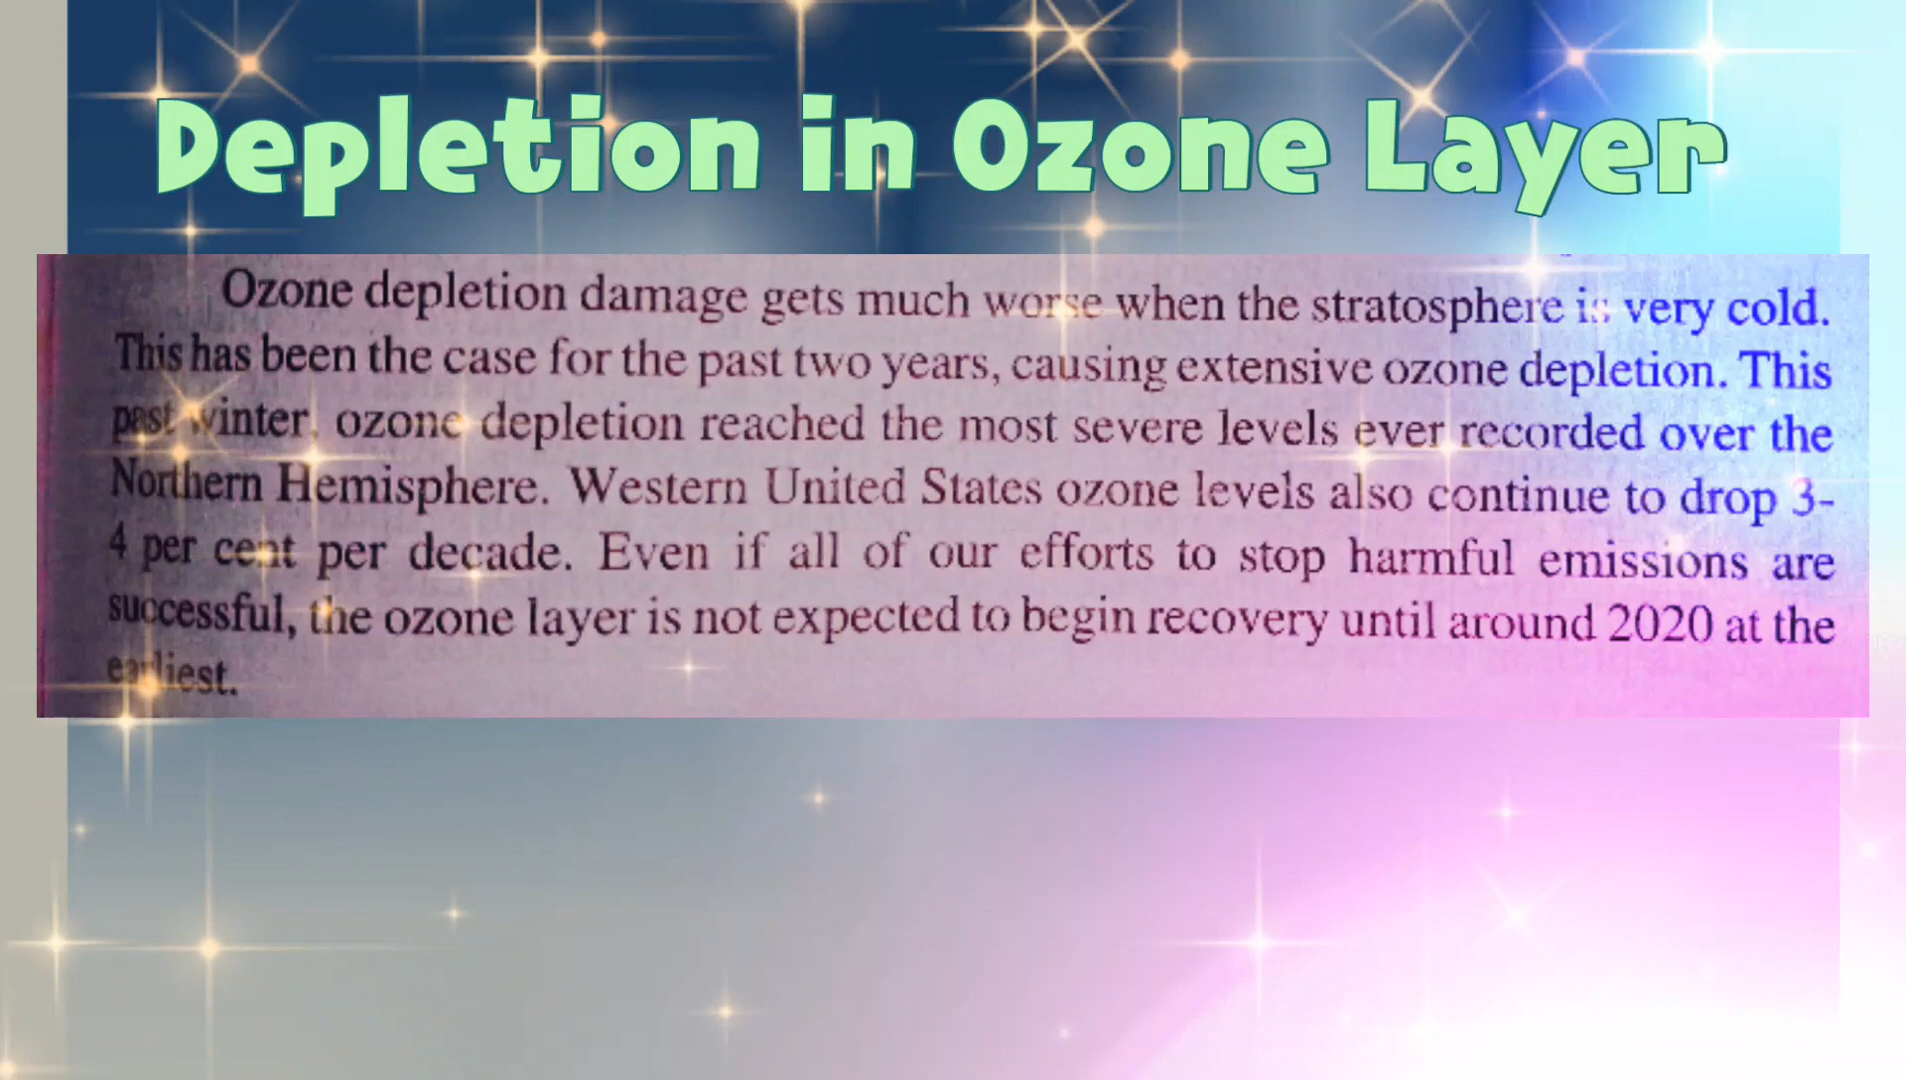 Depletion in Ozone Layer
Ozone depletion damage gets much worse when the stratosphere is very cold.
This has been the case for the past two years, causing extensive ozone depletion. This
past winter, ozone depletion reached the most severe levels ever recorded over the
Northern Hemisphere. Western United States ozone levels also continue to drop 3-
4 per cent per decade. Even if all of our efforts to stop harmful emissions are
successful, the ozone layer is not expected to begin recovery until around 2020 at the
earliest.